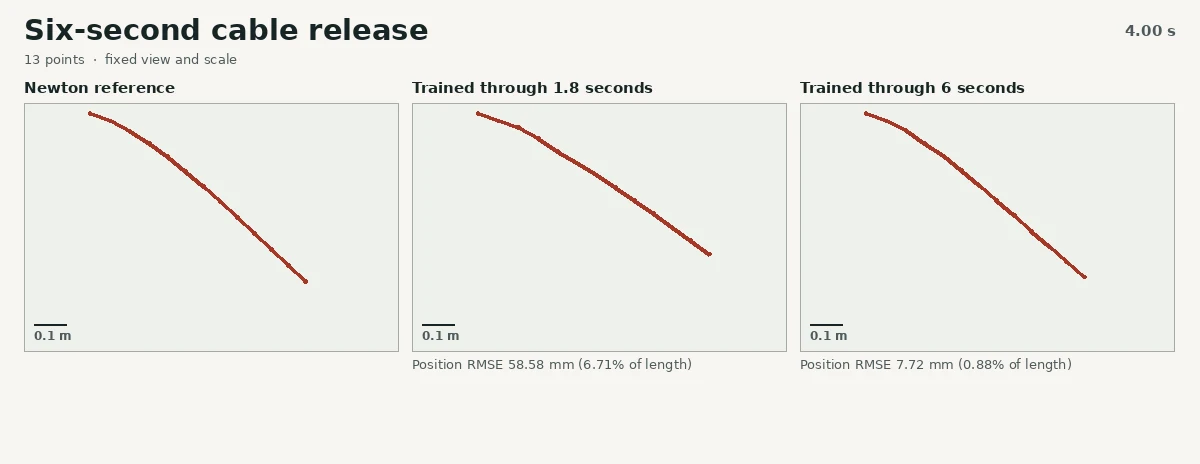 Six-second cable release
4.00 s
13 points · fixed view and scale
Newton reference
Trained through 1.8 seconds
Trained through 6 seconds
0.1 m
0.1 m
0.1 m
Position RMSE 58.58 mm (6.71% of length)
Position RMSE 7.72 mm (0.88% of length)